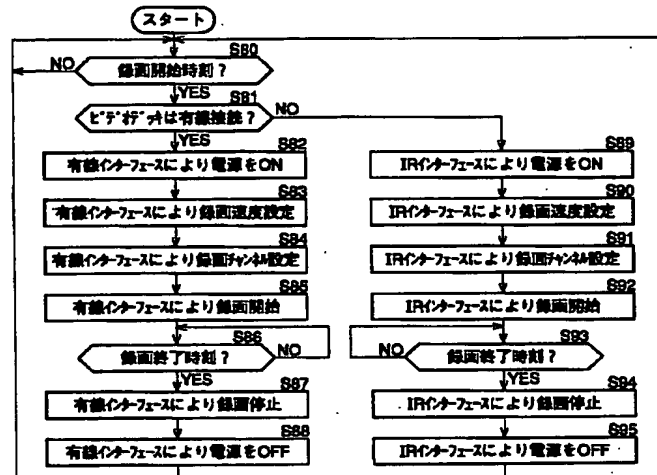 スタート
S80
録画開始時刻？
NO
YES
S81
ビデオデッキは有線接続？
NO
YES
S82
有線インターフェースにより電源をON
S83
有線インターフェースにより録画速度設定
S84
有線インターフェースにより録画チャンネル設定
S85
有線インターフェースにより録画開始
S86
録画終了時刻？
NO
YES
S87
有線インターフェースにより録画停止
S88
有線インターフェースにより電源をOFF
S89
IRインターフェースにより電源をON
S90
IRインターフェースにより録画速度設定
S91
IRインターフェースにより録画チャンネル設定
S92
IRインターフェースにより録画開始
S93
録画終了時刻？
NO
YES
S94
IRインターフェースにより録画停止
S95
IRインターフェースにより電源をOFF